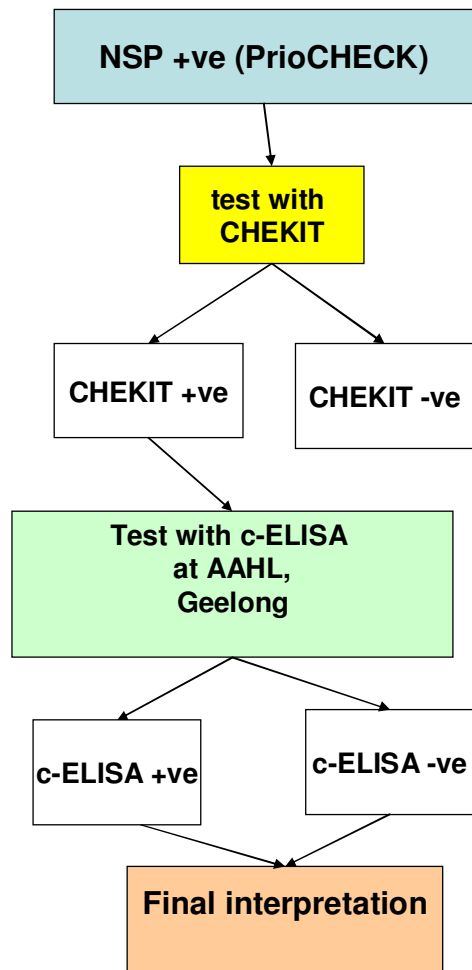 NSP +ve (PrioCHECK)
test with
CHEKIT
CHEKIT +ve
CHEKIT -ve
Test with c-ELISA
at AAHL,
Geelong
c-ELISA +ve
c-ELISA -ve
Final interpretation